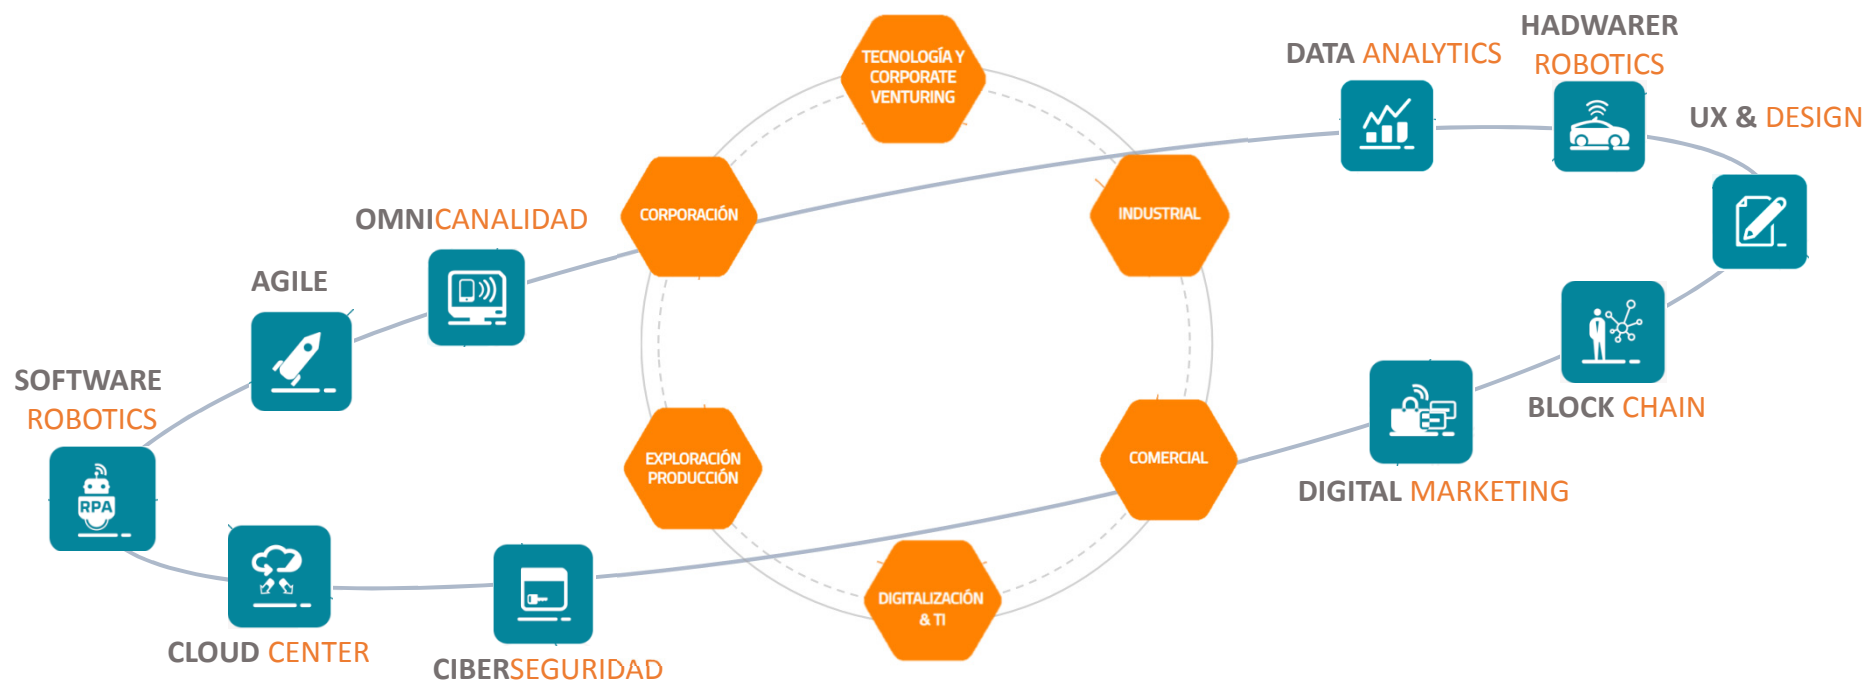 TECNOLOGÍA Y
CORPORATE
VENTURING
DATA ANALYTICS
HADWARER
ROBOTICS
UX & DESIGN
CORPORACIÓN
INDUSTRIAL
OMNICANALIDAD
AGILE
SOFTWARE
ROBOTICS
RPA
BLOCK CHAIN
EXPLORACIÓN
PRODUCCIÓN
COMERCIAL
DIGITAL MARKETING
DIGITALIZACIÓN
& TI
CLOUD CENTER
CIBERSEGURIDAD